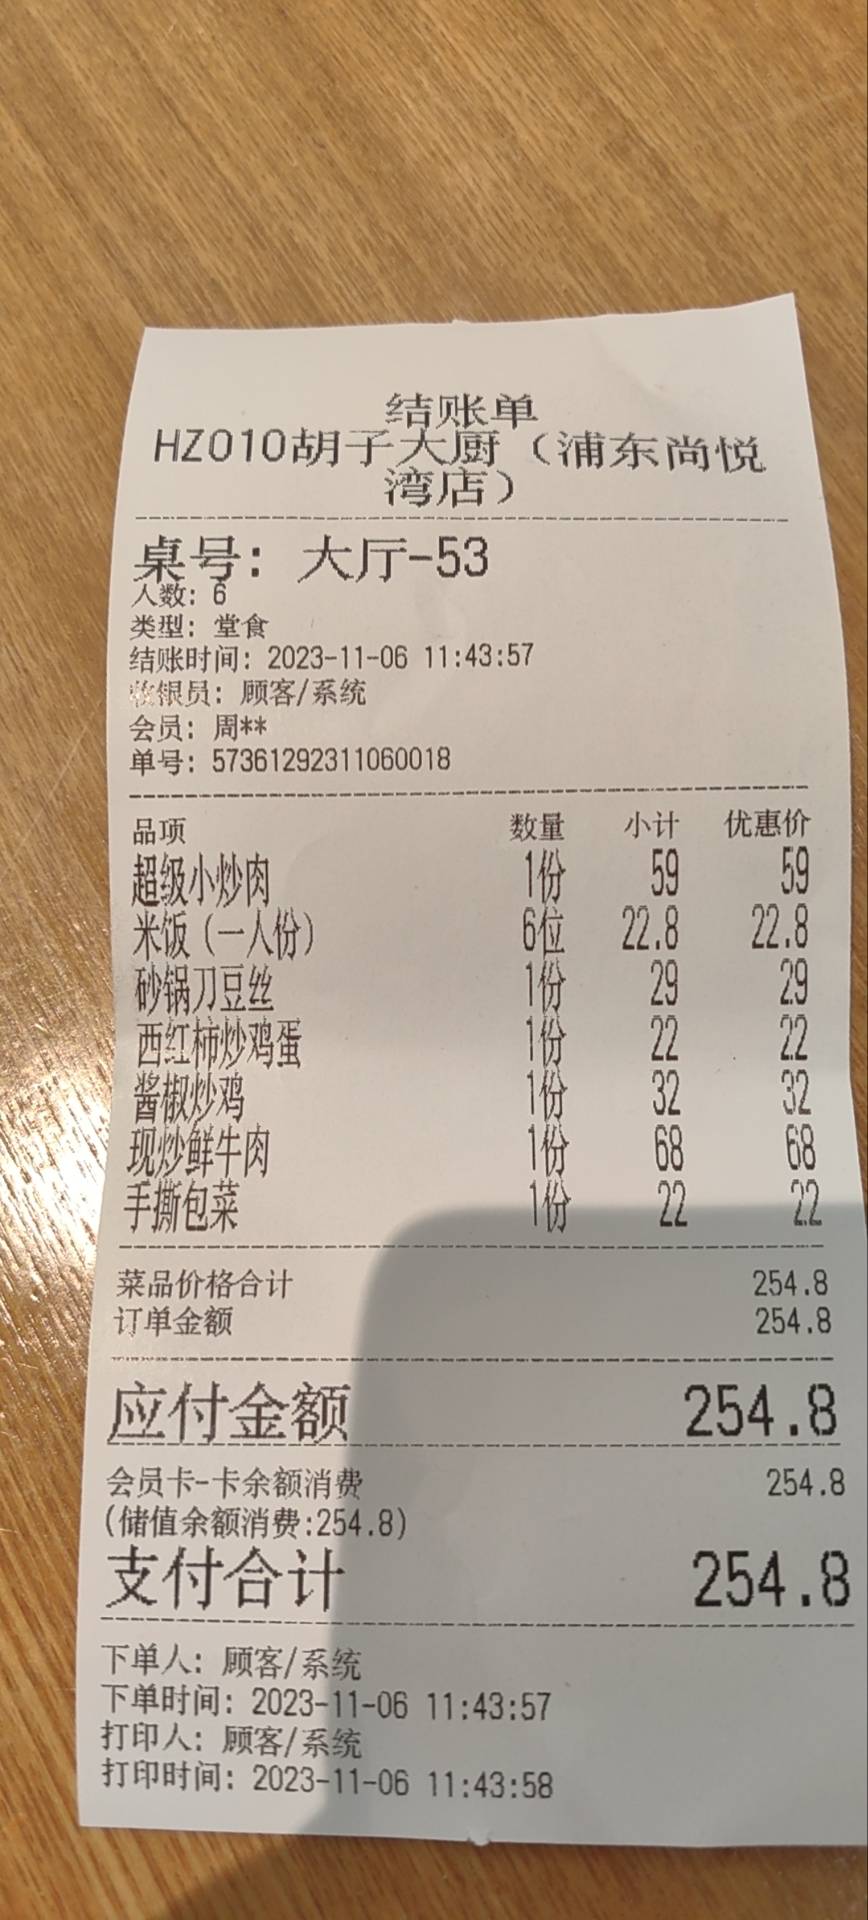 结账单
HZ010胡子大厨（浦东尚悦
湾店）
桌号：大厅-53
人数：6
类型：堂食
结账时间：2023-11-06 11:43:57
收银员：顾客/系统
会员：周**
单号：57361292311060018
品项 数量 小计 优惠价
超级小炒肉 1份 59 59
米饭（一人份） 6位 22.8 22.8
砂锅刀豆丝 1份 29 29
西红柿炒鸡蛋 1份 22 22
酱椒炒鸡 1份 32 32
现炒鲜牛肉 1份 68 68
手撕包菜 1份 22 22
菜品价格合计 254.8
订单金额 254.8
应付金额 254.8
会员卡-卡余额消费 254.8
(储值余额消费:254.8)
支付合计 254.8
下单人：顾客/系统
下单时间：2023-11-06 11:43:57
打印人：顾客/系统
打印时间：2023-11-06 11:43:58